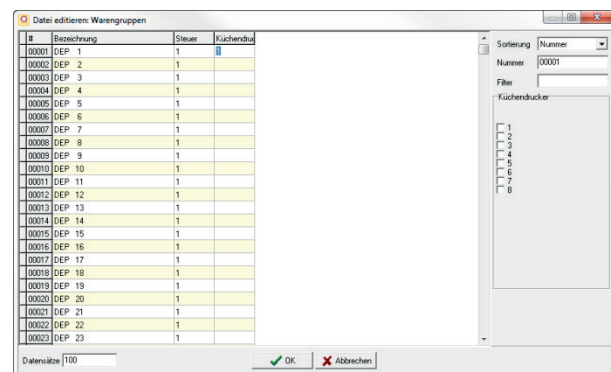 Datei editieren: Warengruppen
# Bezeichnung Steuer Küchendru
00001 DEP 1 1 1
00002 DEP 2 1
00003 DEP 3 1
00004 DEP 4 1
00005 DEP 5 1
00006 DEP 6 1
00007 DEP 7 1
00008 DEP 8 1
00009 DEP 9 1
00010 DEP 10 1
00011 DEP 11 1
00012 DEP 12 1
00013 DEP 13 1
00014 DEP 14 1
00015 DEP 15 1
00016 DEP 16 1
00017 DEP 17 1
00018 DEP 18 1
00019 DEP 19 1
00020 DEP 20 1
00021 DEP 21 1
00022 DEP 22 1
00023 DEP 23 1
Sortierung Nummer
Nummer 00001
Filter
Küchendrucker
1
2
3
4
5
6
7
8
Datensätze 100
OK
Abbrechen